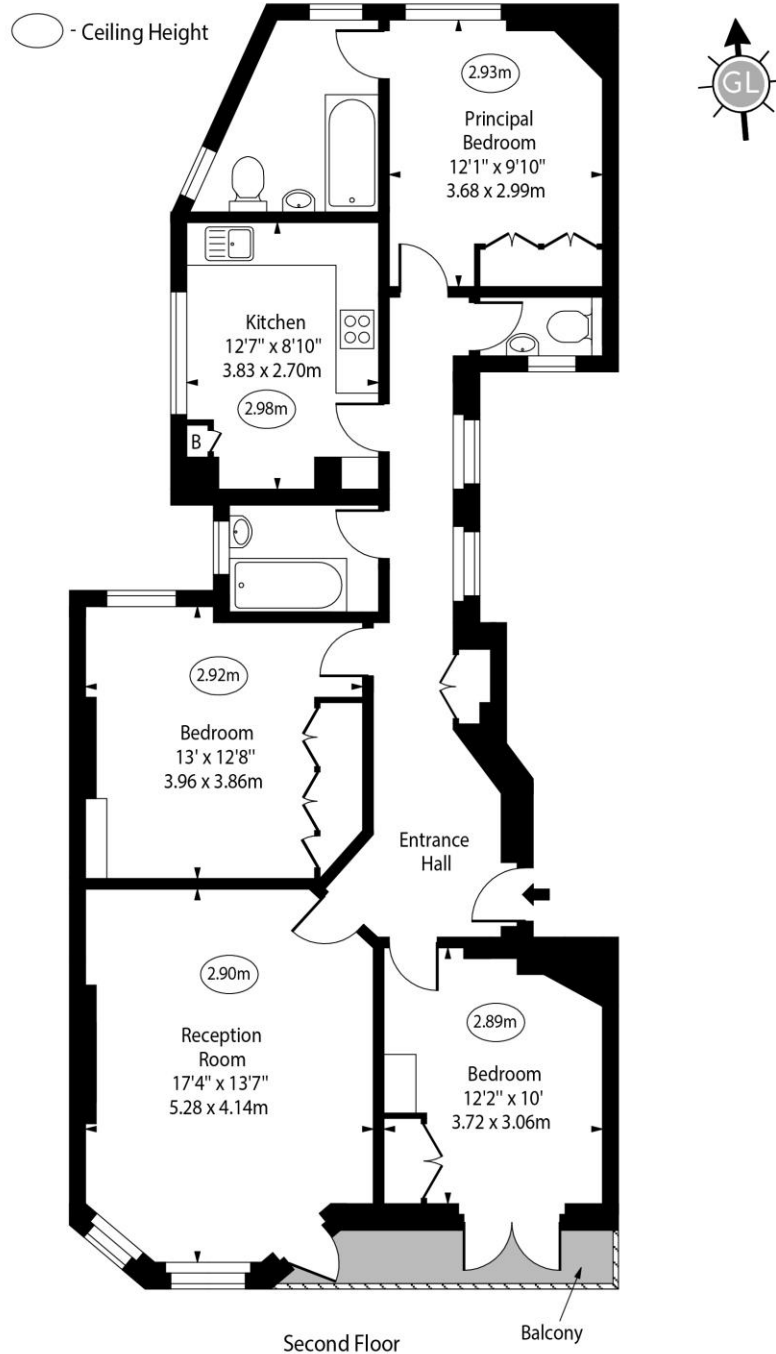 - Ceiling Height
GL
2.93m
Principal
Bedroom
12'1" x 9'10"
3.68 x 2.99m
Kitchen
12'7" x 8'10"
3.83 x 2.70m
2.98m
B
2.92m
Bedroom
13' x 12'8"
3.96 x 3.86m
Entrance
Hall
2.90m
Reception
Room
17'4" x 13'7"
5.28 x 4.14m
2.89m
Bedroom
12'2" x 10'
3.72 x 3.06m
Second Floor
Balcony